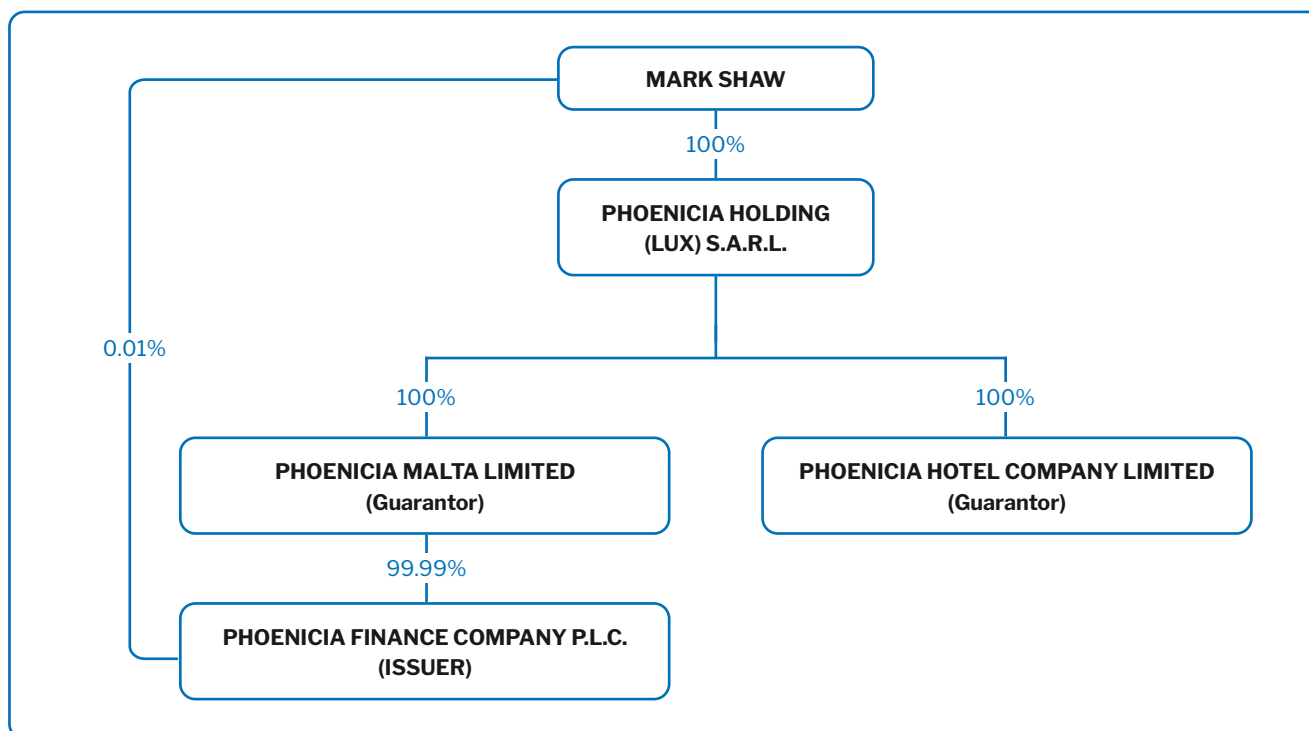 MARK SHAW
100%
PHOENICIA HOLDING
(LUX) S.A.R.L.
0.01%
100%
100%
PHOENICIA MALTA LIMITED
(Guarantor)
PHOENICIA HOTEL COMPANY LIMITED
(Guarantor)
99.99%
PHOENICIA FINANCE COMPANY P.L.C.
(ISSUER)